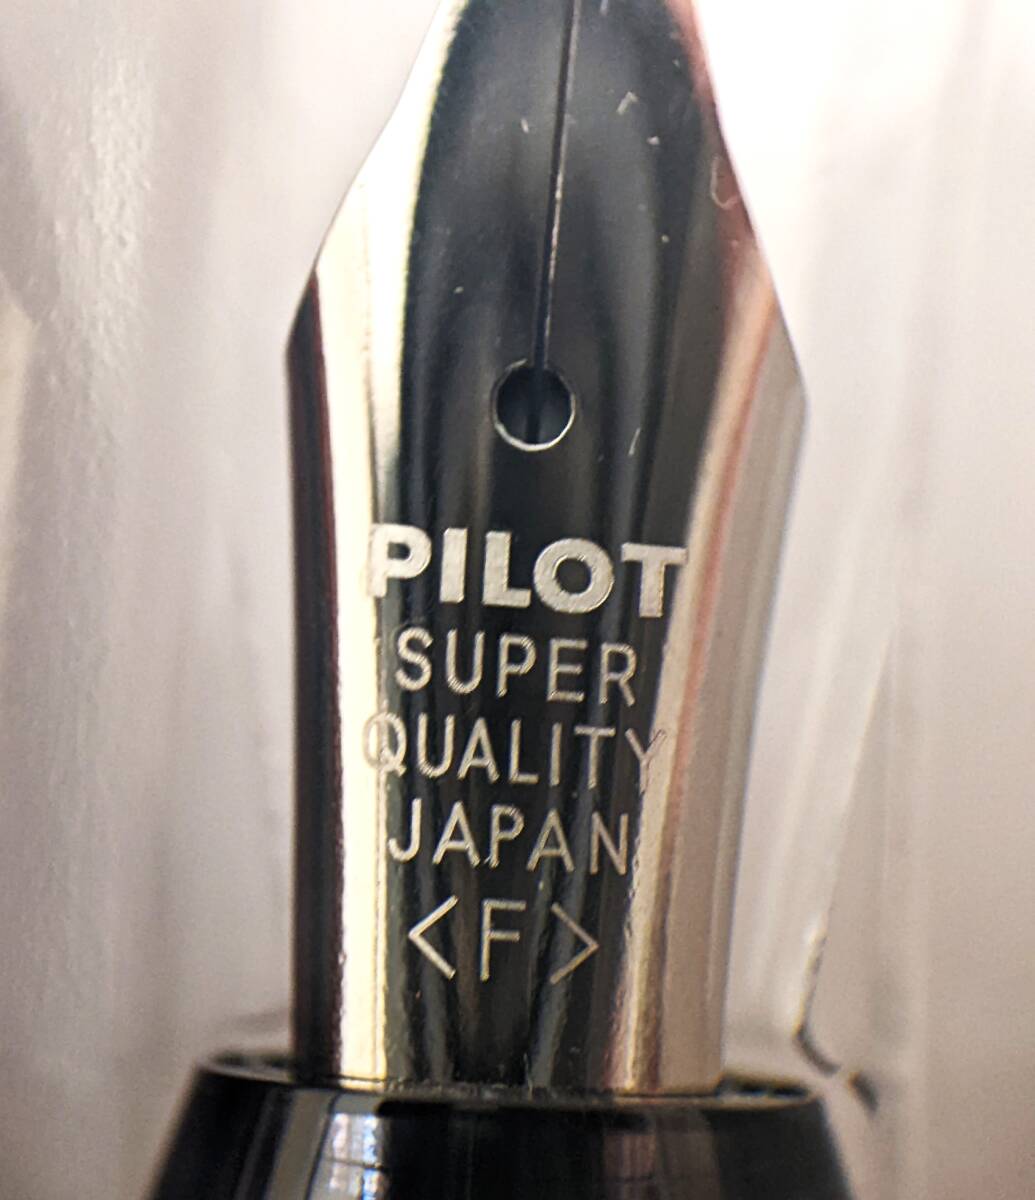 PILOT
SUPER
QUALITY
JAPAN
<F>